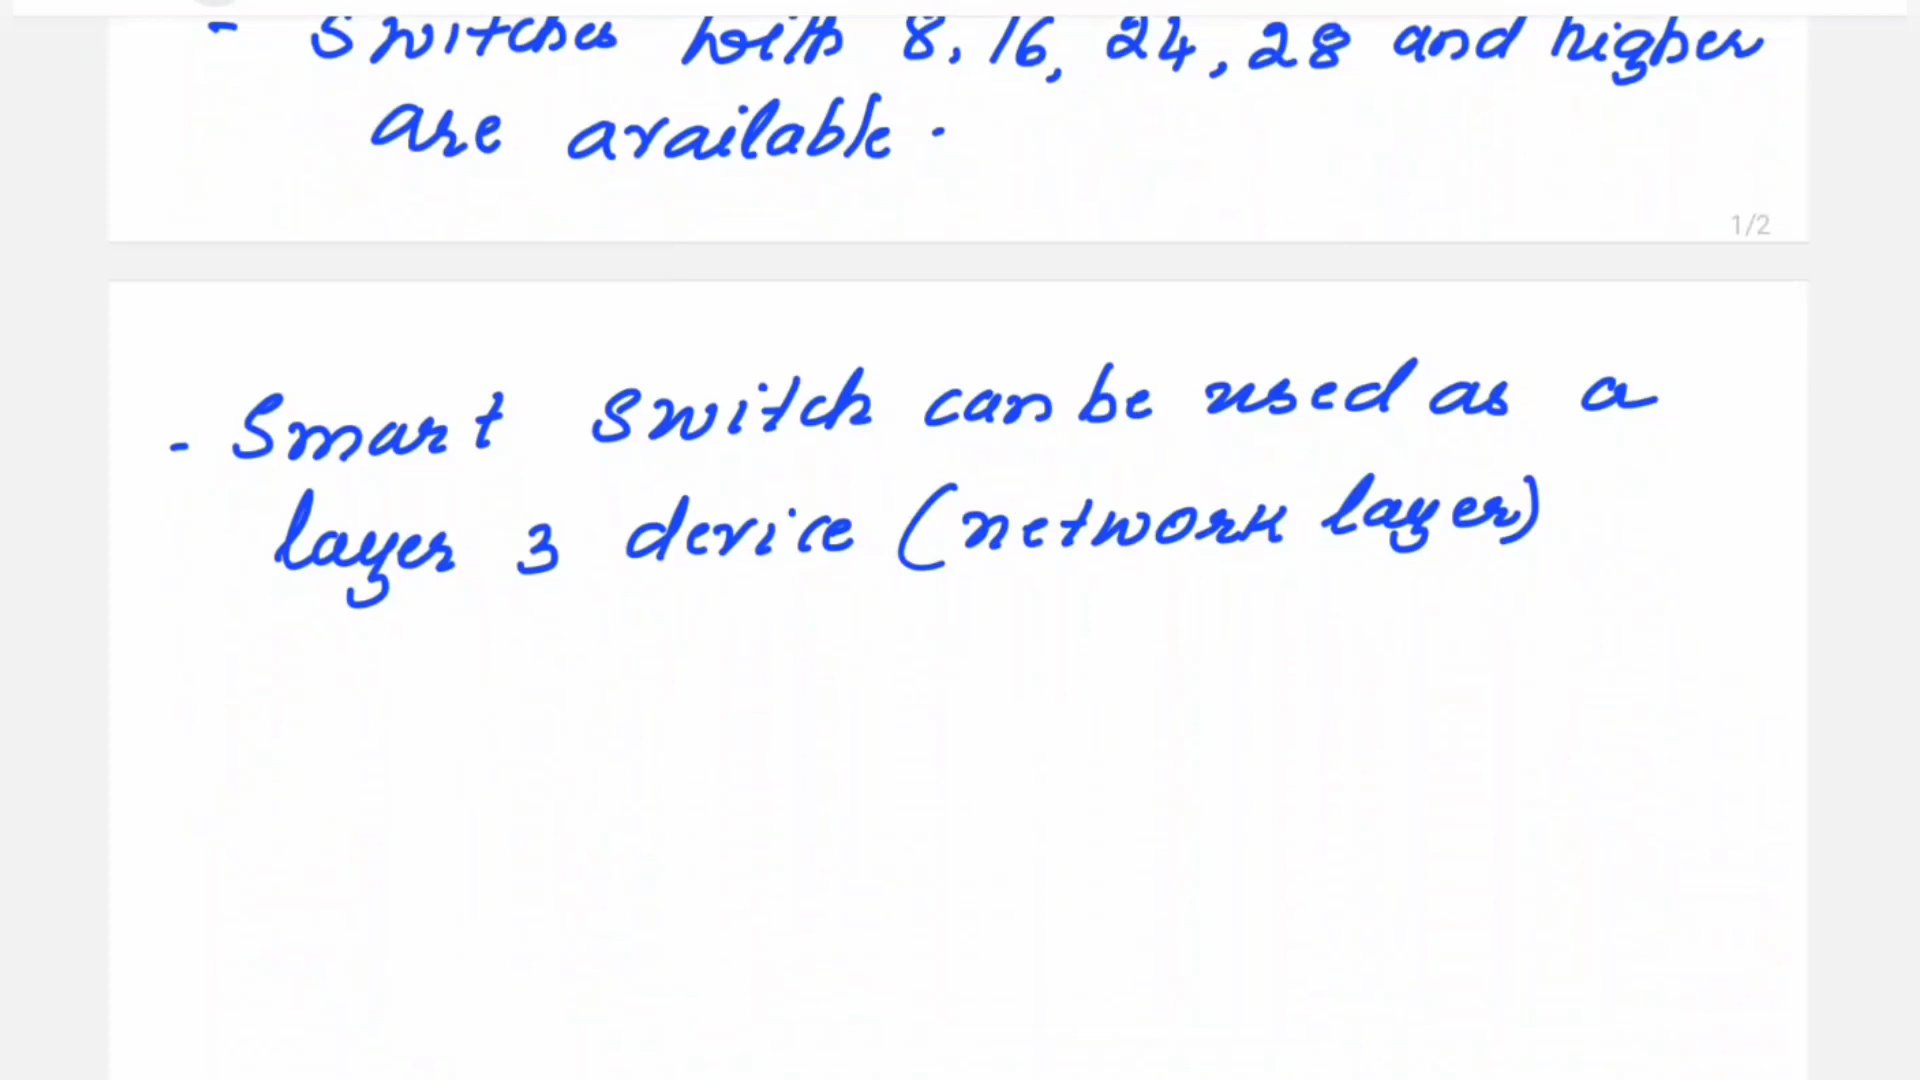 - Switches with 8, 16, 24, 28 and higher
are available.
1/2
- Smart switch can be used as a
layer 3 device (network layer)